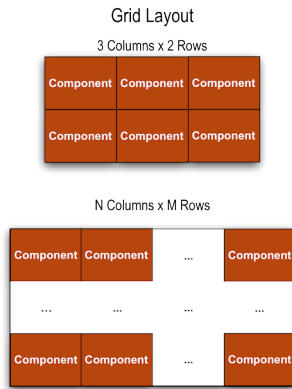 Grid Layout
3 Columns x 2 Rows
Component Component Component
Component Component Component
N Columns x M Rows
Component Component ... Component
... ... ... ...
Component Component ... Component